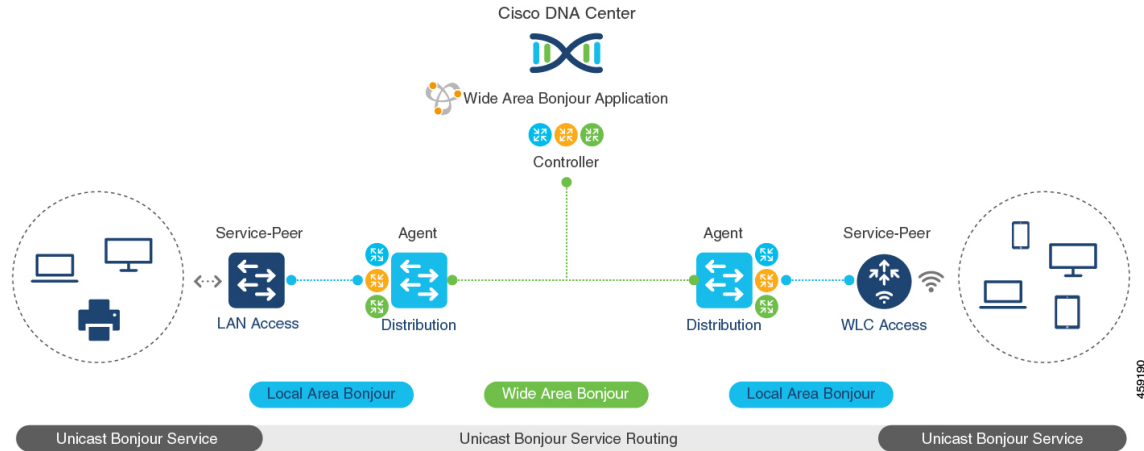 Cisco DNA Center
Wide Area Bonjour Application
Controller
Service-Peer
Agent
Agent
Service-Peer
LAN Access
Distribution
Distribution
WLC Access
Local Area Bonjour
Wide Area Bonjour
Local Area Bonjour
Unicast Bonjour Service
Unicast Bonjour Service Routing
Unicast Bonjour Service
459190